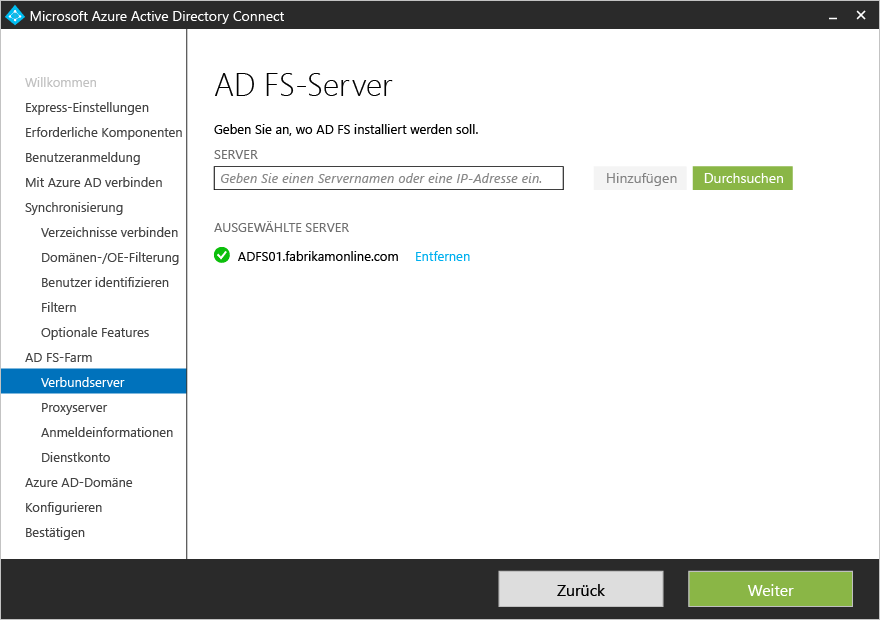 Microsoft Azure Active Directory Connect
Willkommen
Express-Einstellungen
Erforderliche Komponenten
Benutzeranmeldung
Mit Azure AD verbinden
Synchronisierung
Verzeichnisse verbinden
Domänen-/OE-Filterung
Benutzer identifizieren
Filtern
Optionale Features
AD FS-Farm
Verbundserver
Proxyserver
Anmeldeinformationen
Dienstkonto
Azure AD-Domäne
Konfigurieren
Bestätigen
AD FS-Server
Geben Sie an, wo AD FS installiert werden soll.
SERVER
Geben Sie einen Servernamen oder eine IP-Adresse ein.
Hinzufügen
Durchsuchen
AUSGEWÄHLTE SERVER
ADFS01.fabrikamonline.com Entfernen
Zurück
Weiter